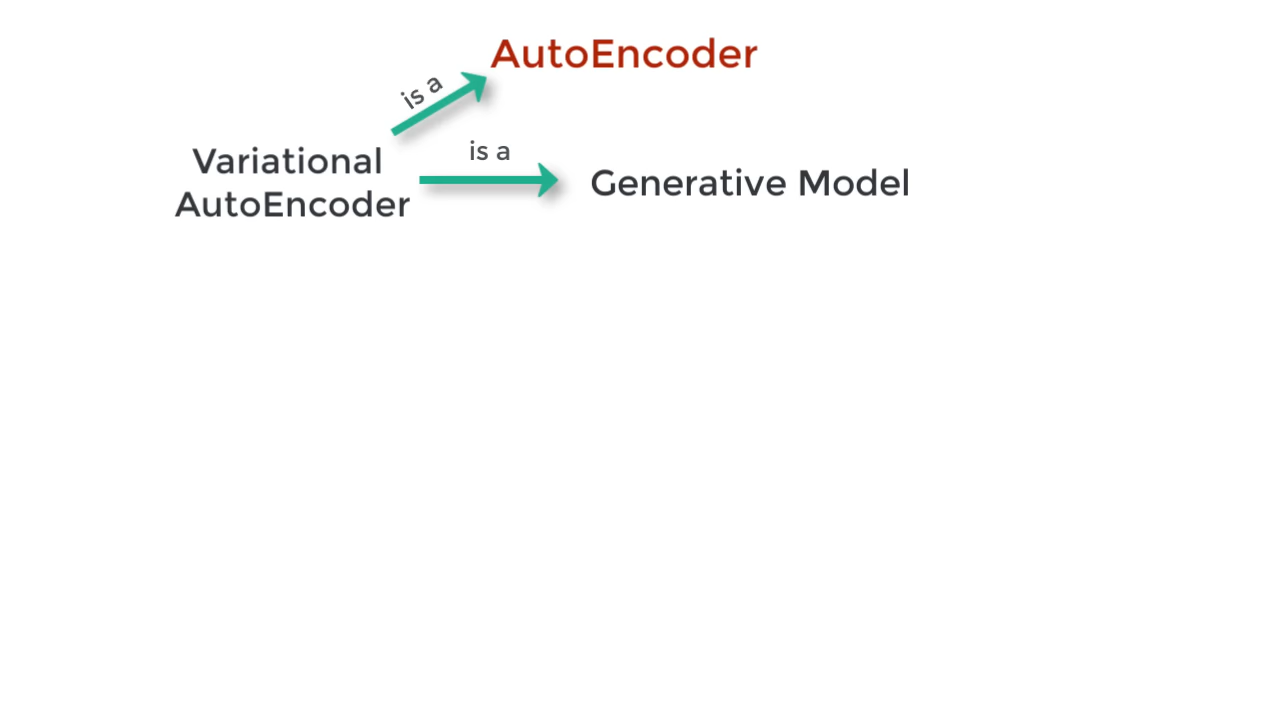 AutoEncoder
is a
is a
Variational
AutoEncoder
Generative Model